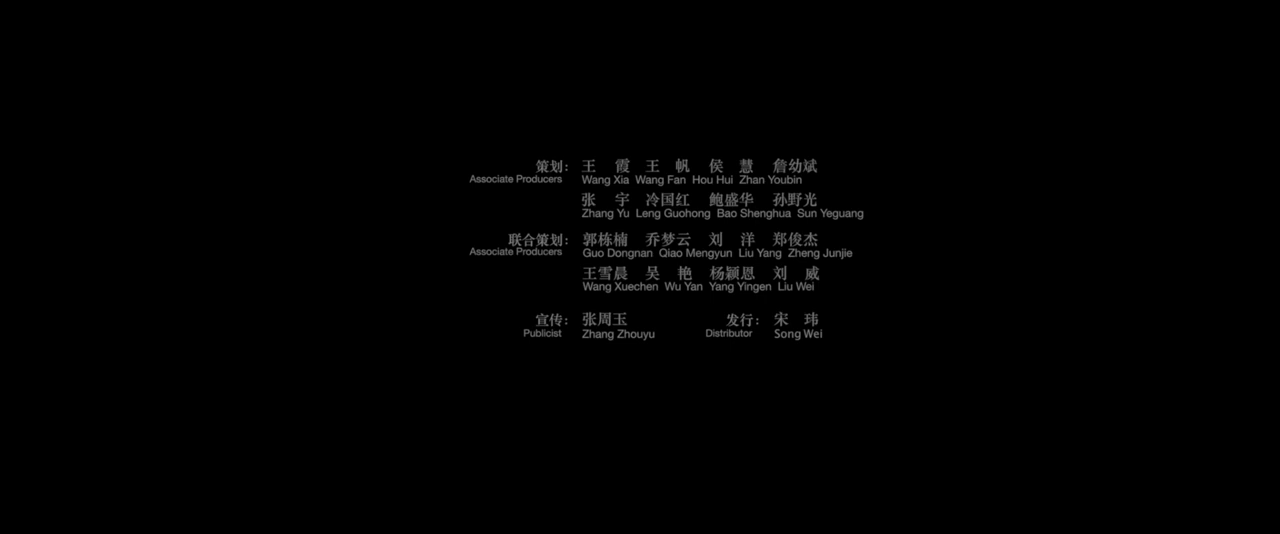 策划： 王 霞 王 帆 侯 慧 詹幼斌
Associate Producers Wang Xia Wang Fan Hou Hui Zhan Youbin
张 宇 冷国红 鲍盛华 孙野光
Zhang Yu Leng Guohong Bao Shenghua Sun Yeguang
联合策划： 郭栋楠 乔梦云 刘 洋 郑俊杰
Associate Producers Guo Dongnan Qiao Mengyun Liu Yang Zheng Junjie
王雪晨 吴 艳 杨颖恩 刘 威
Wang Xuechen Wu Yan Yang Yingen Liu Wei
宣传： 张周玉 发行： 宋 玮
Publicist Zhang Zhouyu Distributor Song Wei